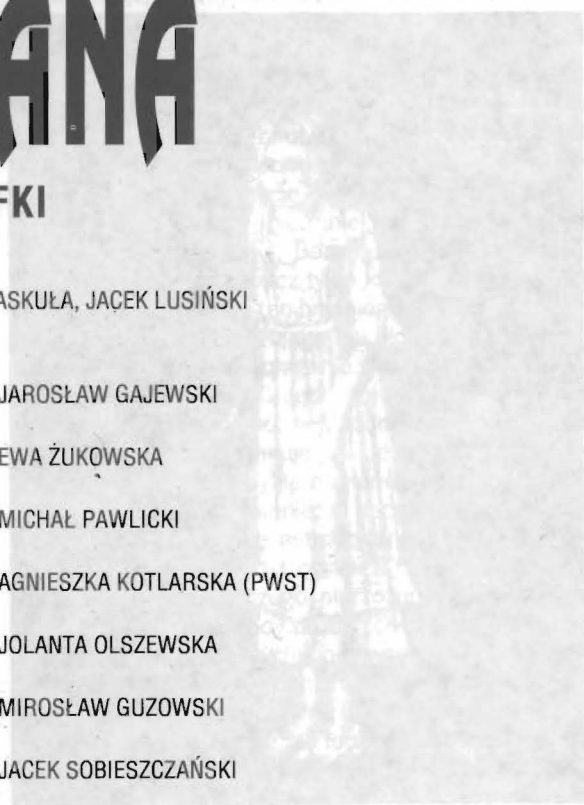 ANA
FKI
ASKUŁA, JACEK LUSIŃSKI
JAROSŁAW GAJEWSKI
EWA ŻUKOWSKA
MICHAŁ PAWLICKI
AGNIESZKA KOTLARSKA (PWST)
JOLANTA OLSZEWSKA
MIROSŁAW GUZOWSKI
JACEK SOBIESZCZAŃSKI